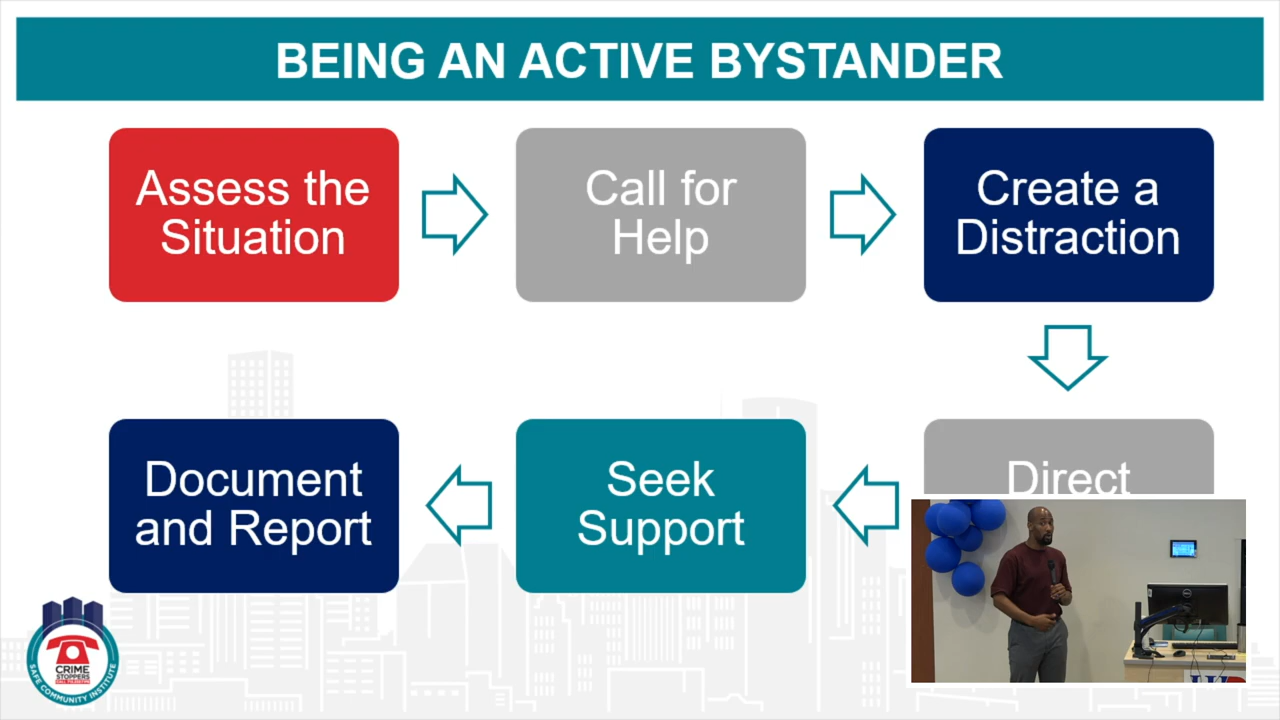 BEING AN ACTIVE BYSTANDER
Assess the
Situation
Call for
Help
Create a
Distraction
Direct
Seek
Support
Document
and Report
CRIME
STOPPERS
SAFE COMMUNITY INSTITUTE